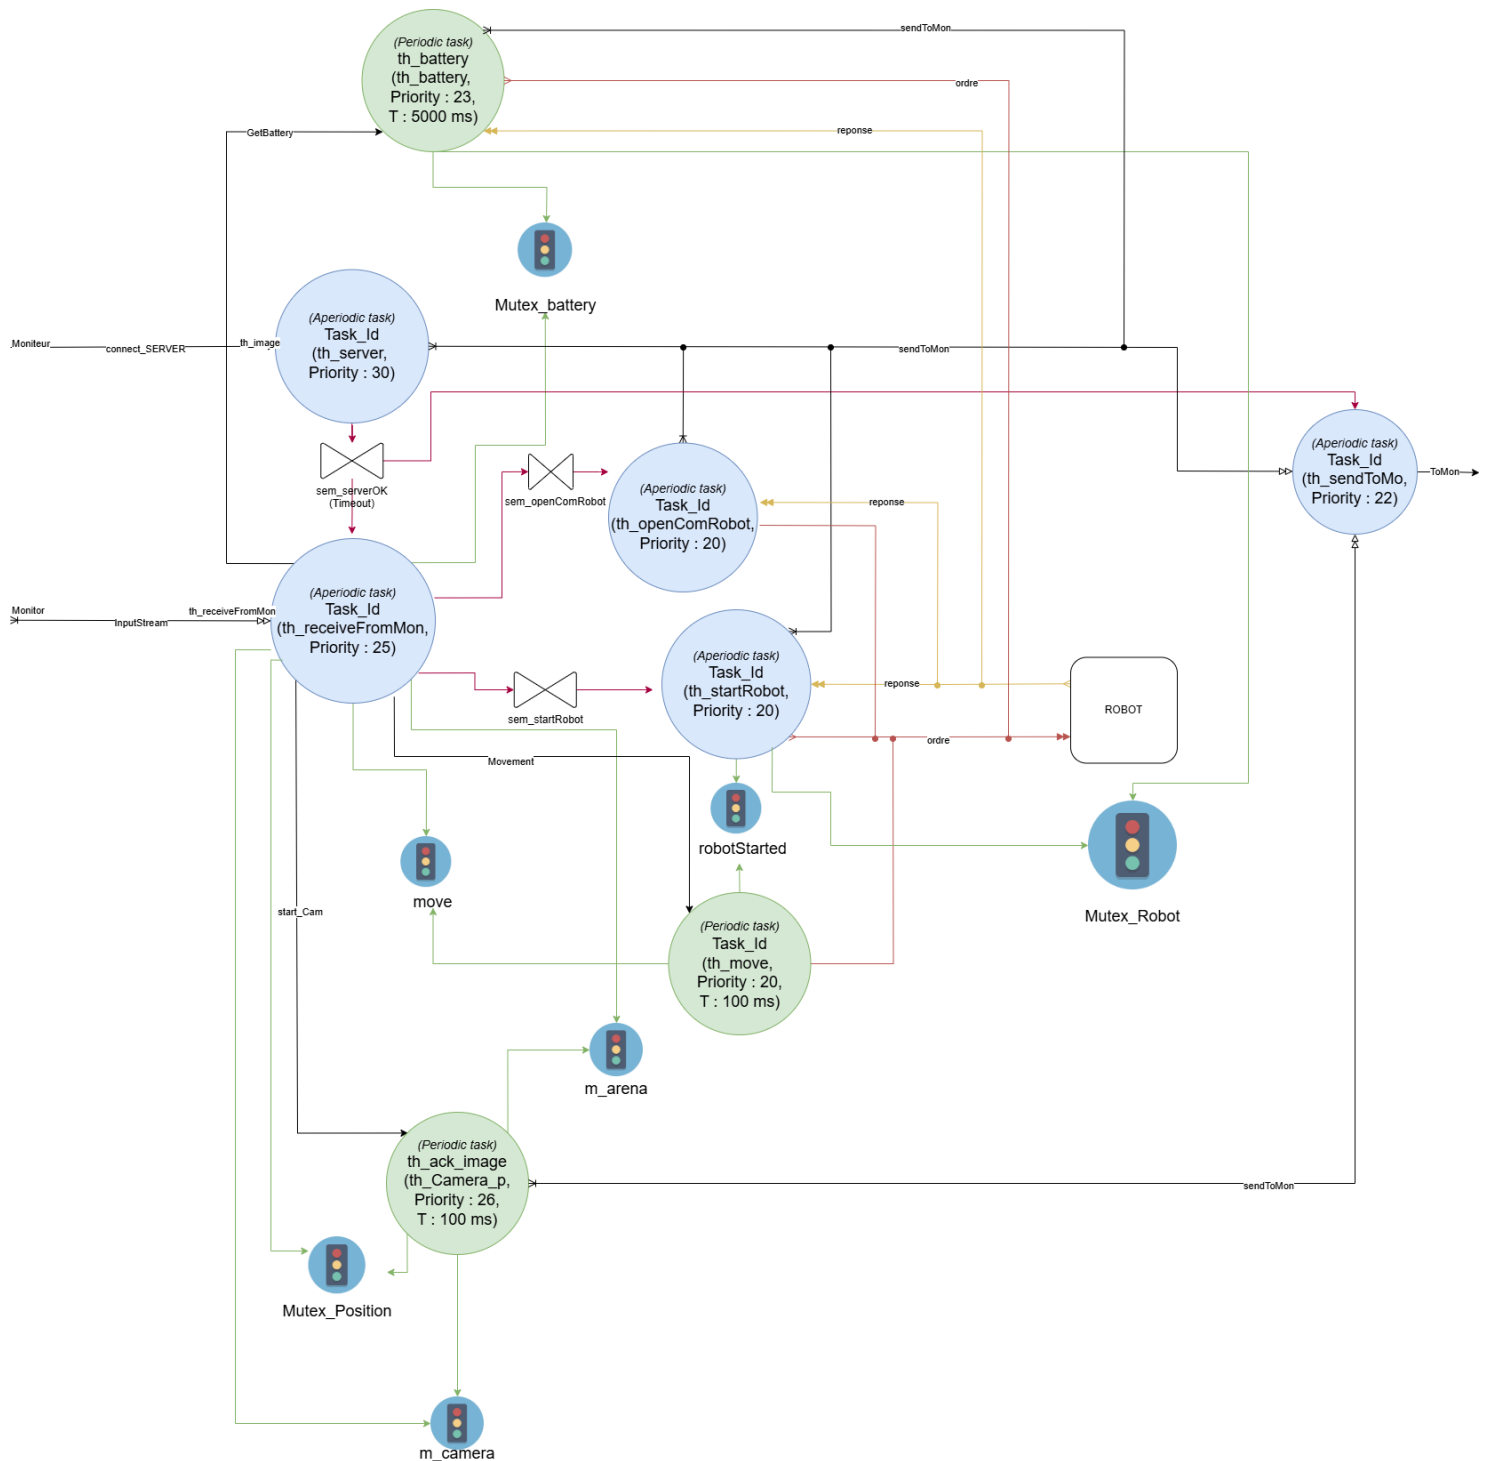 sendToMon
(Periodic task)
th_battery
(th_battery,
Priority : 23,
T : 5000 ms)
ordre
GetBattery
reponse
Mutex_battery
(Aperiodic task)
Task_Id
(th_server,
Priority : 30)
Moniteur
connect_SERVER
th_image
sendToMon
sem_serverOK
(Timeout)
sem_openComRobot
(Aperiodic task)
Task_Id
(th_openComRobot,
Priority : 20)
reponse
(Aperiodic task)
Task_Id
(th_sendToMo,
Priority : 22)
ToMon
Monitor
InputStream
th_receiveFromMon
(Aperiodic task)
Task_Id
(th_receiveFromMon,
Priority : 25)
sem_startRobot
(Aperiodic task)
Task_Id
(th_startRobot,
Priority : 20)
reponse
ordre
ROBOT
Movement
robotStarted
move
Mutex_Robot
start_Cam
(Periodic task)
Task_Id
(th_move,
Priority : 20,
T : 100 ms)
m_arena
(Periodic task)
th_ack_image
(th_Camera_p,
Priority : 26,
T : 100 ms)
sendToMon
Mutex_Position
m_camera